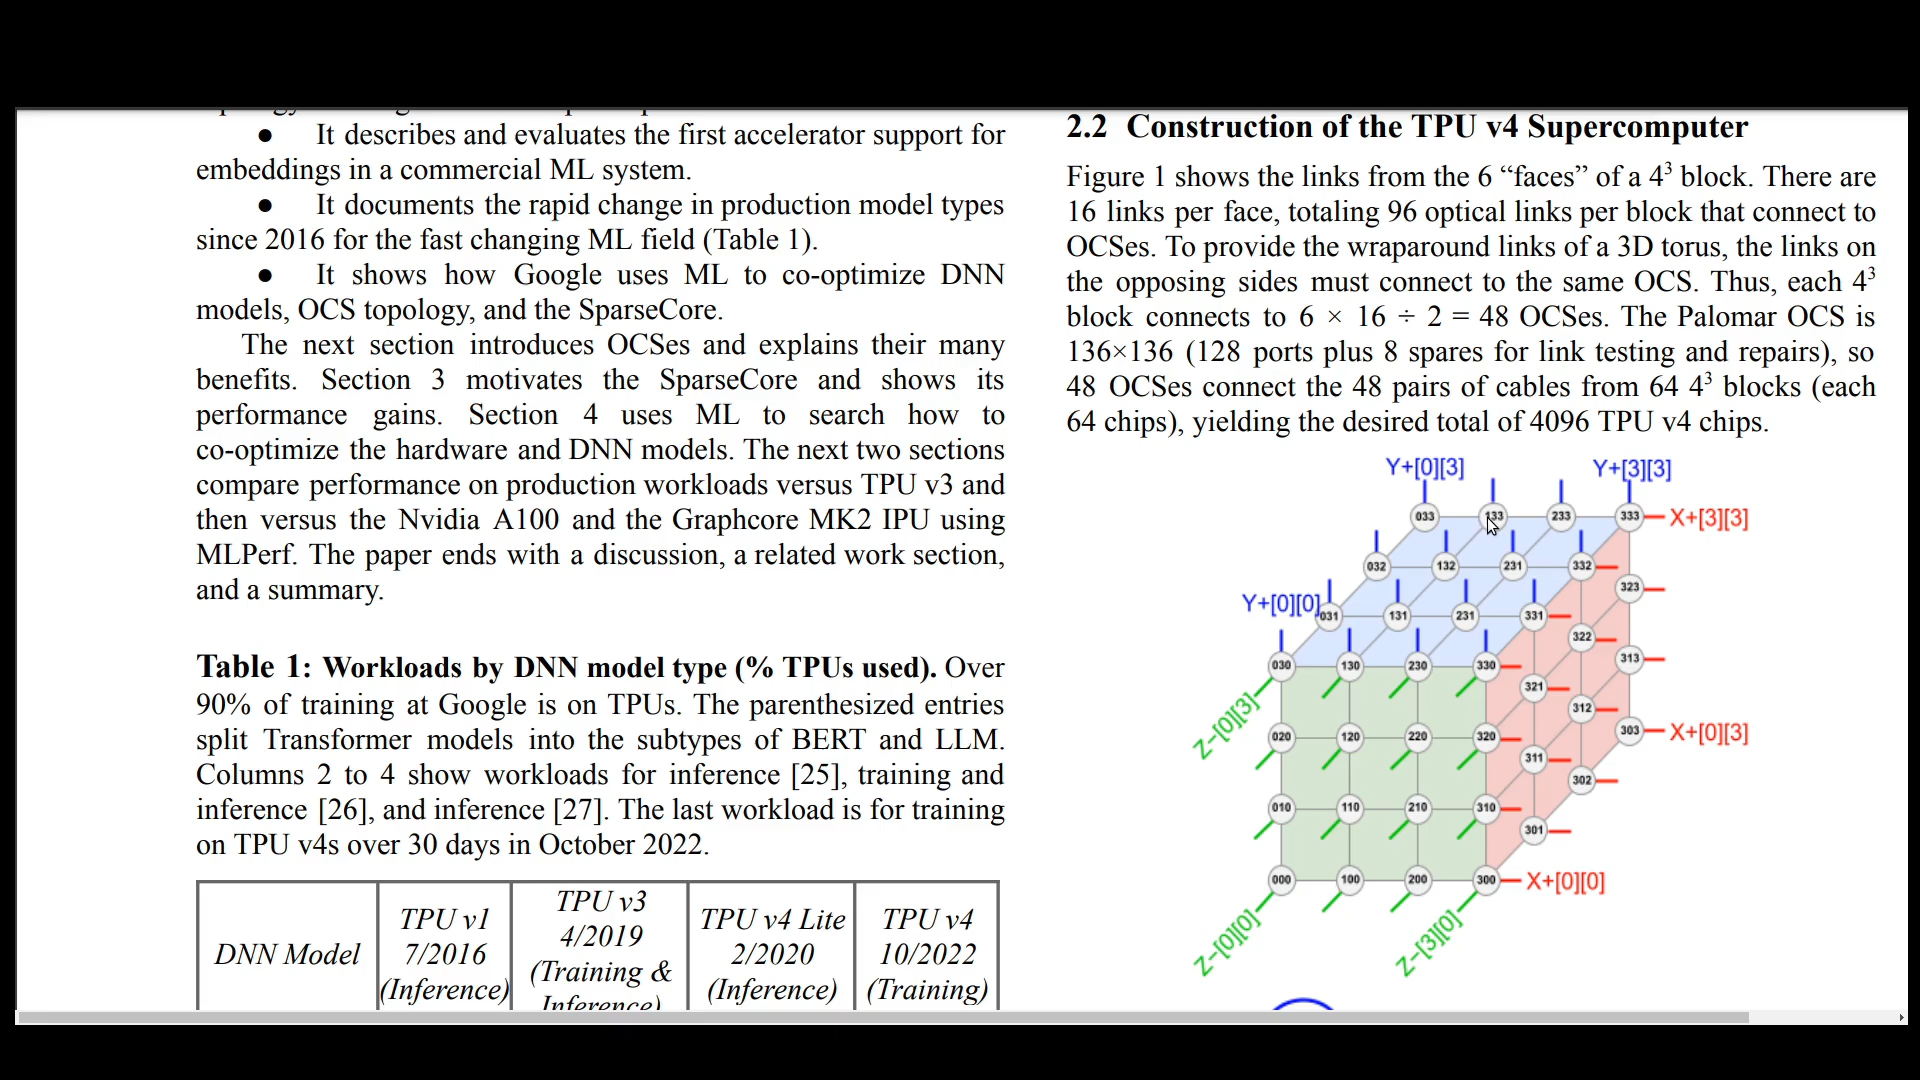 ● It describes and evaluates the first accelerator support for
embeddings in a commercial ML system.
● It documents the rapid change in production model types
since 2016 for the fast changing ML field (Table 1).
● It shows how Google uses ML to co-optimize DNN
models, OCS topology, and the SparseCore.
The next section introduces OCSes and explains their many
benefits. Section 3 motivates the SparseCore and shows its
performance gains. Section 4 uses ML to search how to
co-optimize the hardware and DNN models. The next two sections
compare performance on production workloads versus TPU v3 and
then versus the Nvidia A100 and the Graphcore MK2 IPU using
MLPerf. The paper ends with a discussion, a related work section,
and a summary.
Table 1: Workloads by DNN model type (% TPUs used). Over
90% of training at Google is on TPUs. The parenthesized entries
split Transformer models into the subtypes of BERT and LLM.
Columns 2 to 4 show workloads for inference [25], training and
inference [26], and inference [27]. The last workload is for training
on TPU v4s over 30 days in October 2022.
DNN Model
TPU v1
7/2016
(Inference)
TPU v3
4/2019
(Training &
Inference)
TPU v4 Lite
2/2020
(Inference)
TPU v4
10/2022
(Training)
2.2 Construction of the TPU v4 Supercomputer
Figure 1 shows the links from the 6 “faces” of a 4³ block. There are
16 links per face, totaling 96 optical links per block that connect to
OCSes. To provide the wraparound links of a 3D torus, the links on
the opposing sides must connect to the same OCS. Thus, each 4³
block connects to 6 × 16 ÷ 2 = 48 OCSes. The Palomar OCS is
136×136 (128 ports plus 8 spares for link testing and repairs), so
48 OCSes connect the 48 pairs of cables from 64 4³ blocks (each
64 chips), yielding the desired total of 4096 TPU v4 chips.
Y+[0][3] Y+[3][3]
033 133 233 333 X+[3][3]
032 132 231 332
323
Y+[0][0]
031 131 231 331
322
030 130 230 330
313
321
312
Z-[0][3]
020 120 220 320
303 X+[0][3]
311
302
010 110 210 310
301
000 100 200 300 X+[0][0]
Z-[0][0] Z-[3][0]